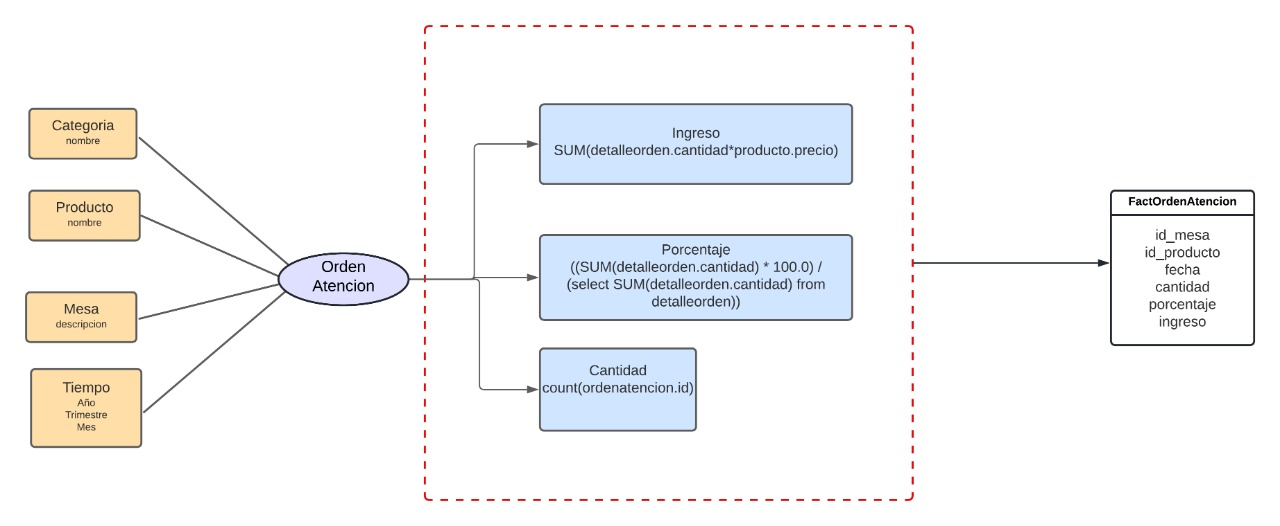 Categoria
nombre
Producto
nombre
Mesa
descripcion
Tiempo
Año
Trimestre
Mes
Orden
Atencion
Ingreso
SUM(detalleorden.cantidad*producto.precio)
Porcentaje
((SUM(detalleorden.cantidad) * 100.0) /
(select SUM(detalleorden.cantidad) from
detalleorden))
Cantidad
count(ordenatencion.id)
FactOrdenAtencion
id_mesa
id_producto
fecha
cantidad
porcentaje
ingreso